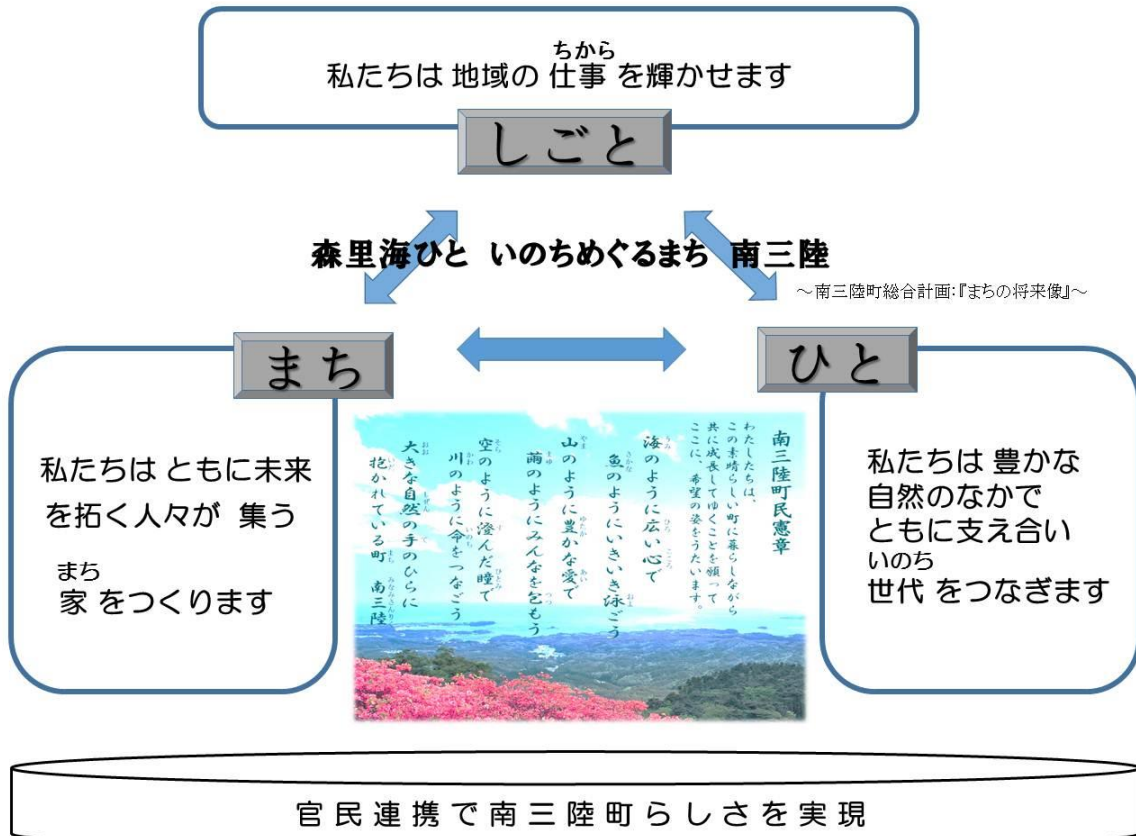 ちから
私たちは 地域の 仕事 を輝かせます
しごと
森里海ひと いのちめぐるまち 南三陸
～南三陸町総合計画:『まちの将来像』～
まち
私たちは ともに未来
を拓く人々が 集う
まち
家 をつくります
ひと
私たちは 豊かな
自然のなかで
ともに支え合い
いのち
世代 をつなぎます
南三陸町民憲章
わたしたちは、
この素晴らしい町に暮らしながら
共に成長してゆくことを願って
ここに、希望の姿をうたいます。
海のように広い心で
魚のようにいきいき泳ごう
山のように豊かな愛で
繭のようにみんなを包もう
空のように澄んだ瞳で
川のように命をつなごう
大きな自然の手のひらに
抱かれている町 南三陸
官民連携で南三陸町らしさを実現